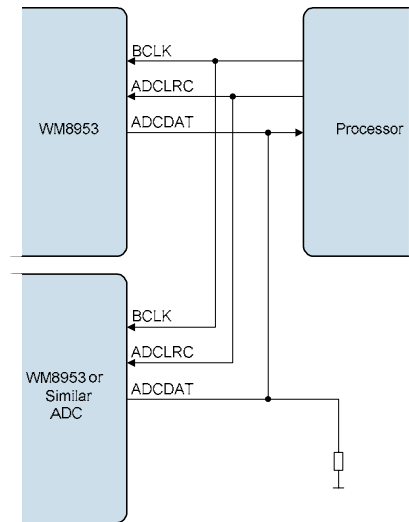 BCLK
ADCLRC
ADCDAT
WM8953
Processor
BCLK
ADCLRC
ADCDAT
WM8953 or
Similar
ADC